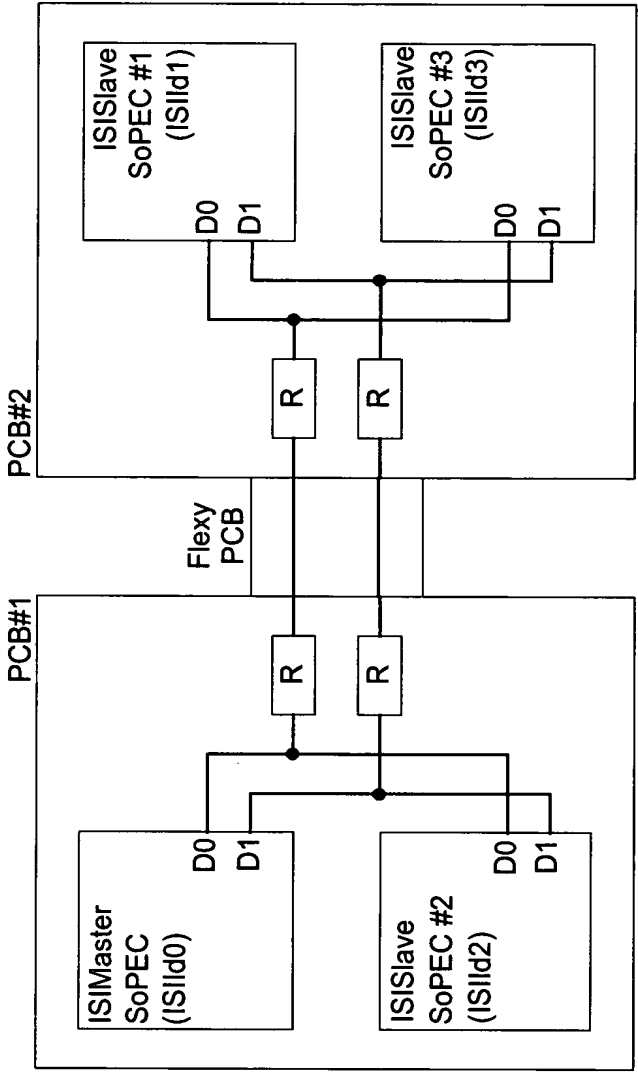 PCB#1
ISIMaster
SoPEC
(ISIId0)
D0
D1
ISISlave
SoPEC #2
(ISIId2)
D0
D1
R
R
Flexy
PCB
PCB#2
R
R
ISISlave
SoPEC #1
(ISIId1)
D0
D1
ISISlave
SoPEC #3
(ISIId3)
D0
D1